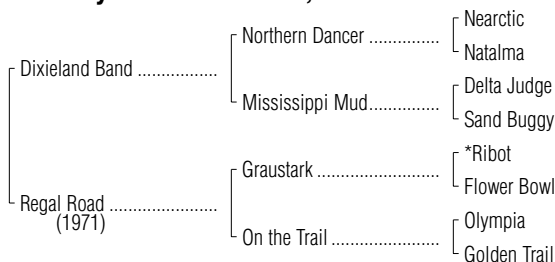 Nearctic
Northern Dancer ..............
Natalma
Dixieland Band .................
Delta Judge
Mississippi Mud..............
Sand Buggy
*Ribot
Graustark ......................
Flower Bowl
Regal Road .......................
(1971)
Olympia
On the Trail ....................
Golden Trail